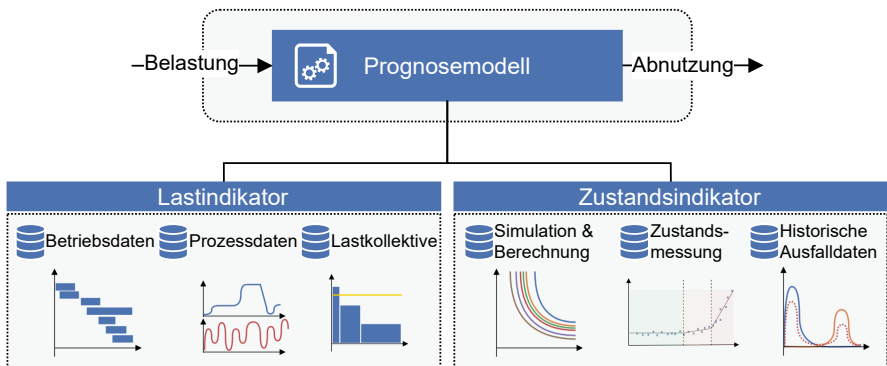 Belastung
Prognosemodell
Abnutzung
Lastindikator
Zustandsindikator
Betriebsdaten
Prozessdaten
Lastkollektive
Simulation &
Berechnung
Zustands-
messung
Historische
Ausfalldaten